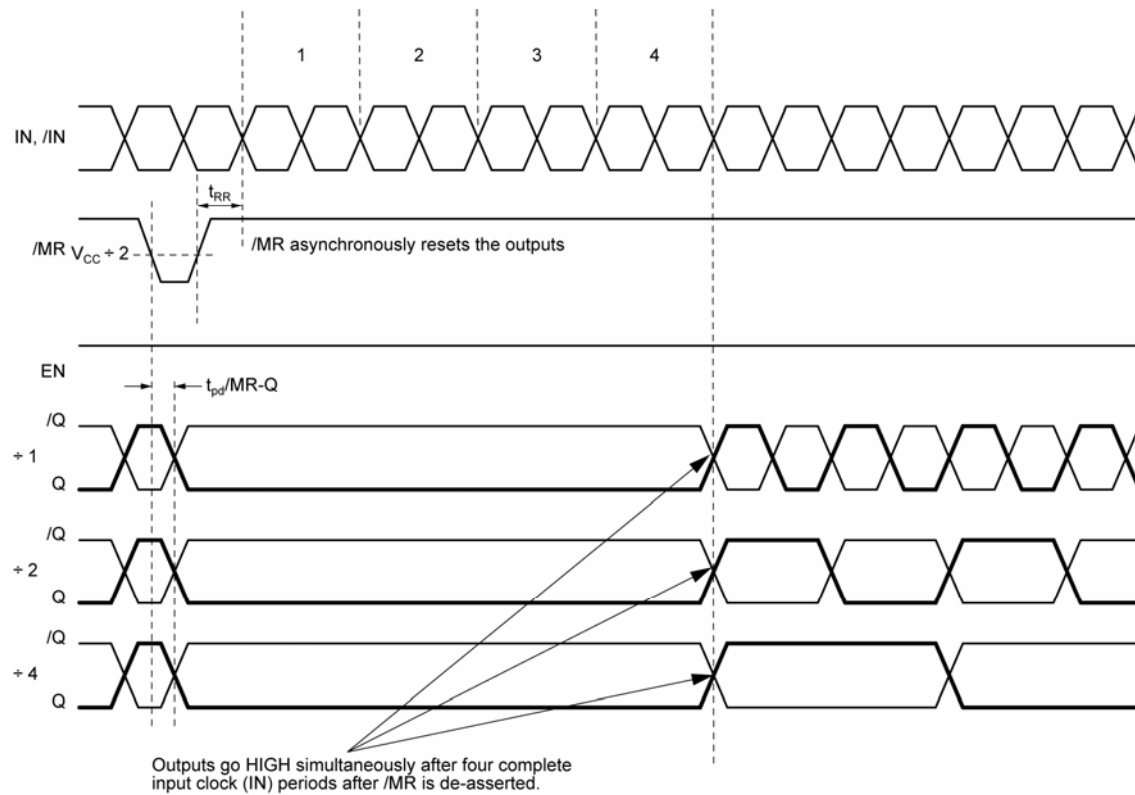 1 2 3 4
IN, /IN
tRR
/MR VCC ÷ 2
/MR asynchronously resets the outputs
EN
tpd/MR-Q
/Q
÷ 1
Q
/Q
÷ 2
Q
/Q
÷ 4
Q
Outputs go HIGH simultaneously after four complete
input clock (IN) periods after /MR is de-asserted.